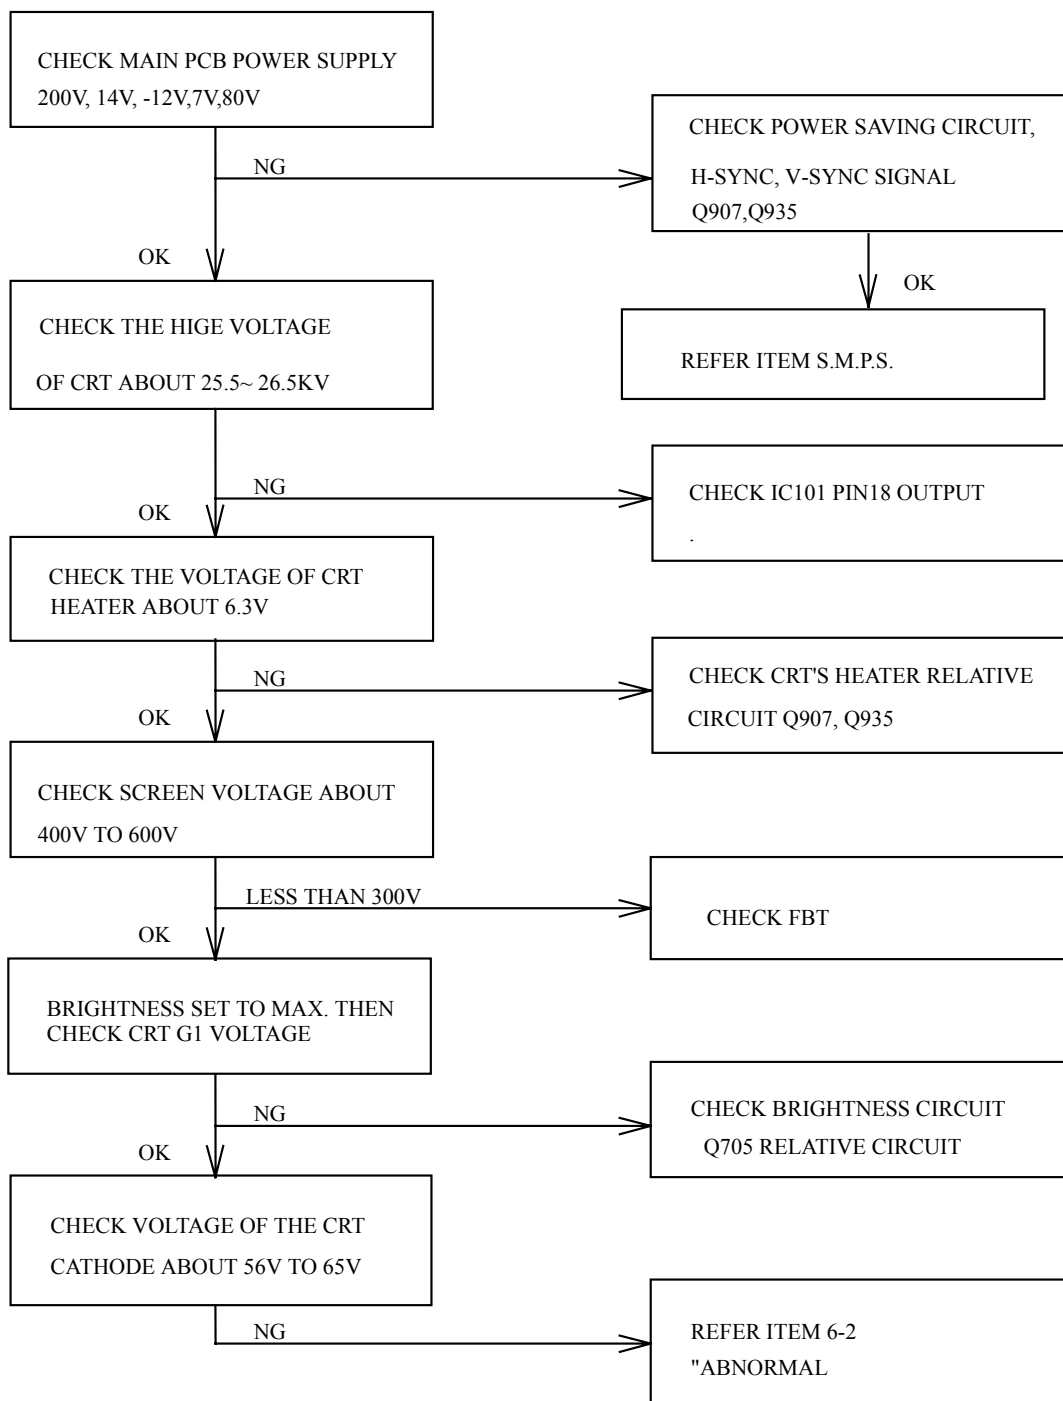 CHECK MAIN PCB POWER SUPPLY
200V, 14V, -12V,7V,80V
NG
CHECK POWER SAVING CIRCUIT,
H-SYNC, V-SYNC SIGNAL
Q907,Q935
OK
OK
REFER ITEM S.M.P.S.
CHECK THE HIGE VOLTAGE
OF CRT ABOUT 25.5~ 26.5KV
NG
CHECK IC101 PIN18 OUTPUT
.
OK
CHECK THE VOLTAGE OF CRT
HEATER ABOUT 6.3V
NG
CHECK CRT'S HEATER RELATIVE
CIRCUIT Q907, Q935
OK
CHECK SCREEN VOLTAGE ABOUT
400V TO 600V
LESS THAN 300V
CHECK FBT
OK
BRIGHTNESS SET TO MAX. THEN
CHECK CRT G1 VOLTAGE
NG
CHECK BRIGHTNESS CIRCUIT
Q705 RELATIVE CIRCUIT
OK
CHECK VOLTAGE OF THE CRT
CATHODE ABOUT 56V TO 65V
NG
REFER ITEM 6-2
"ABNORMAL